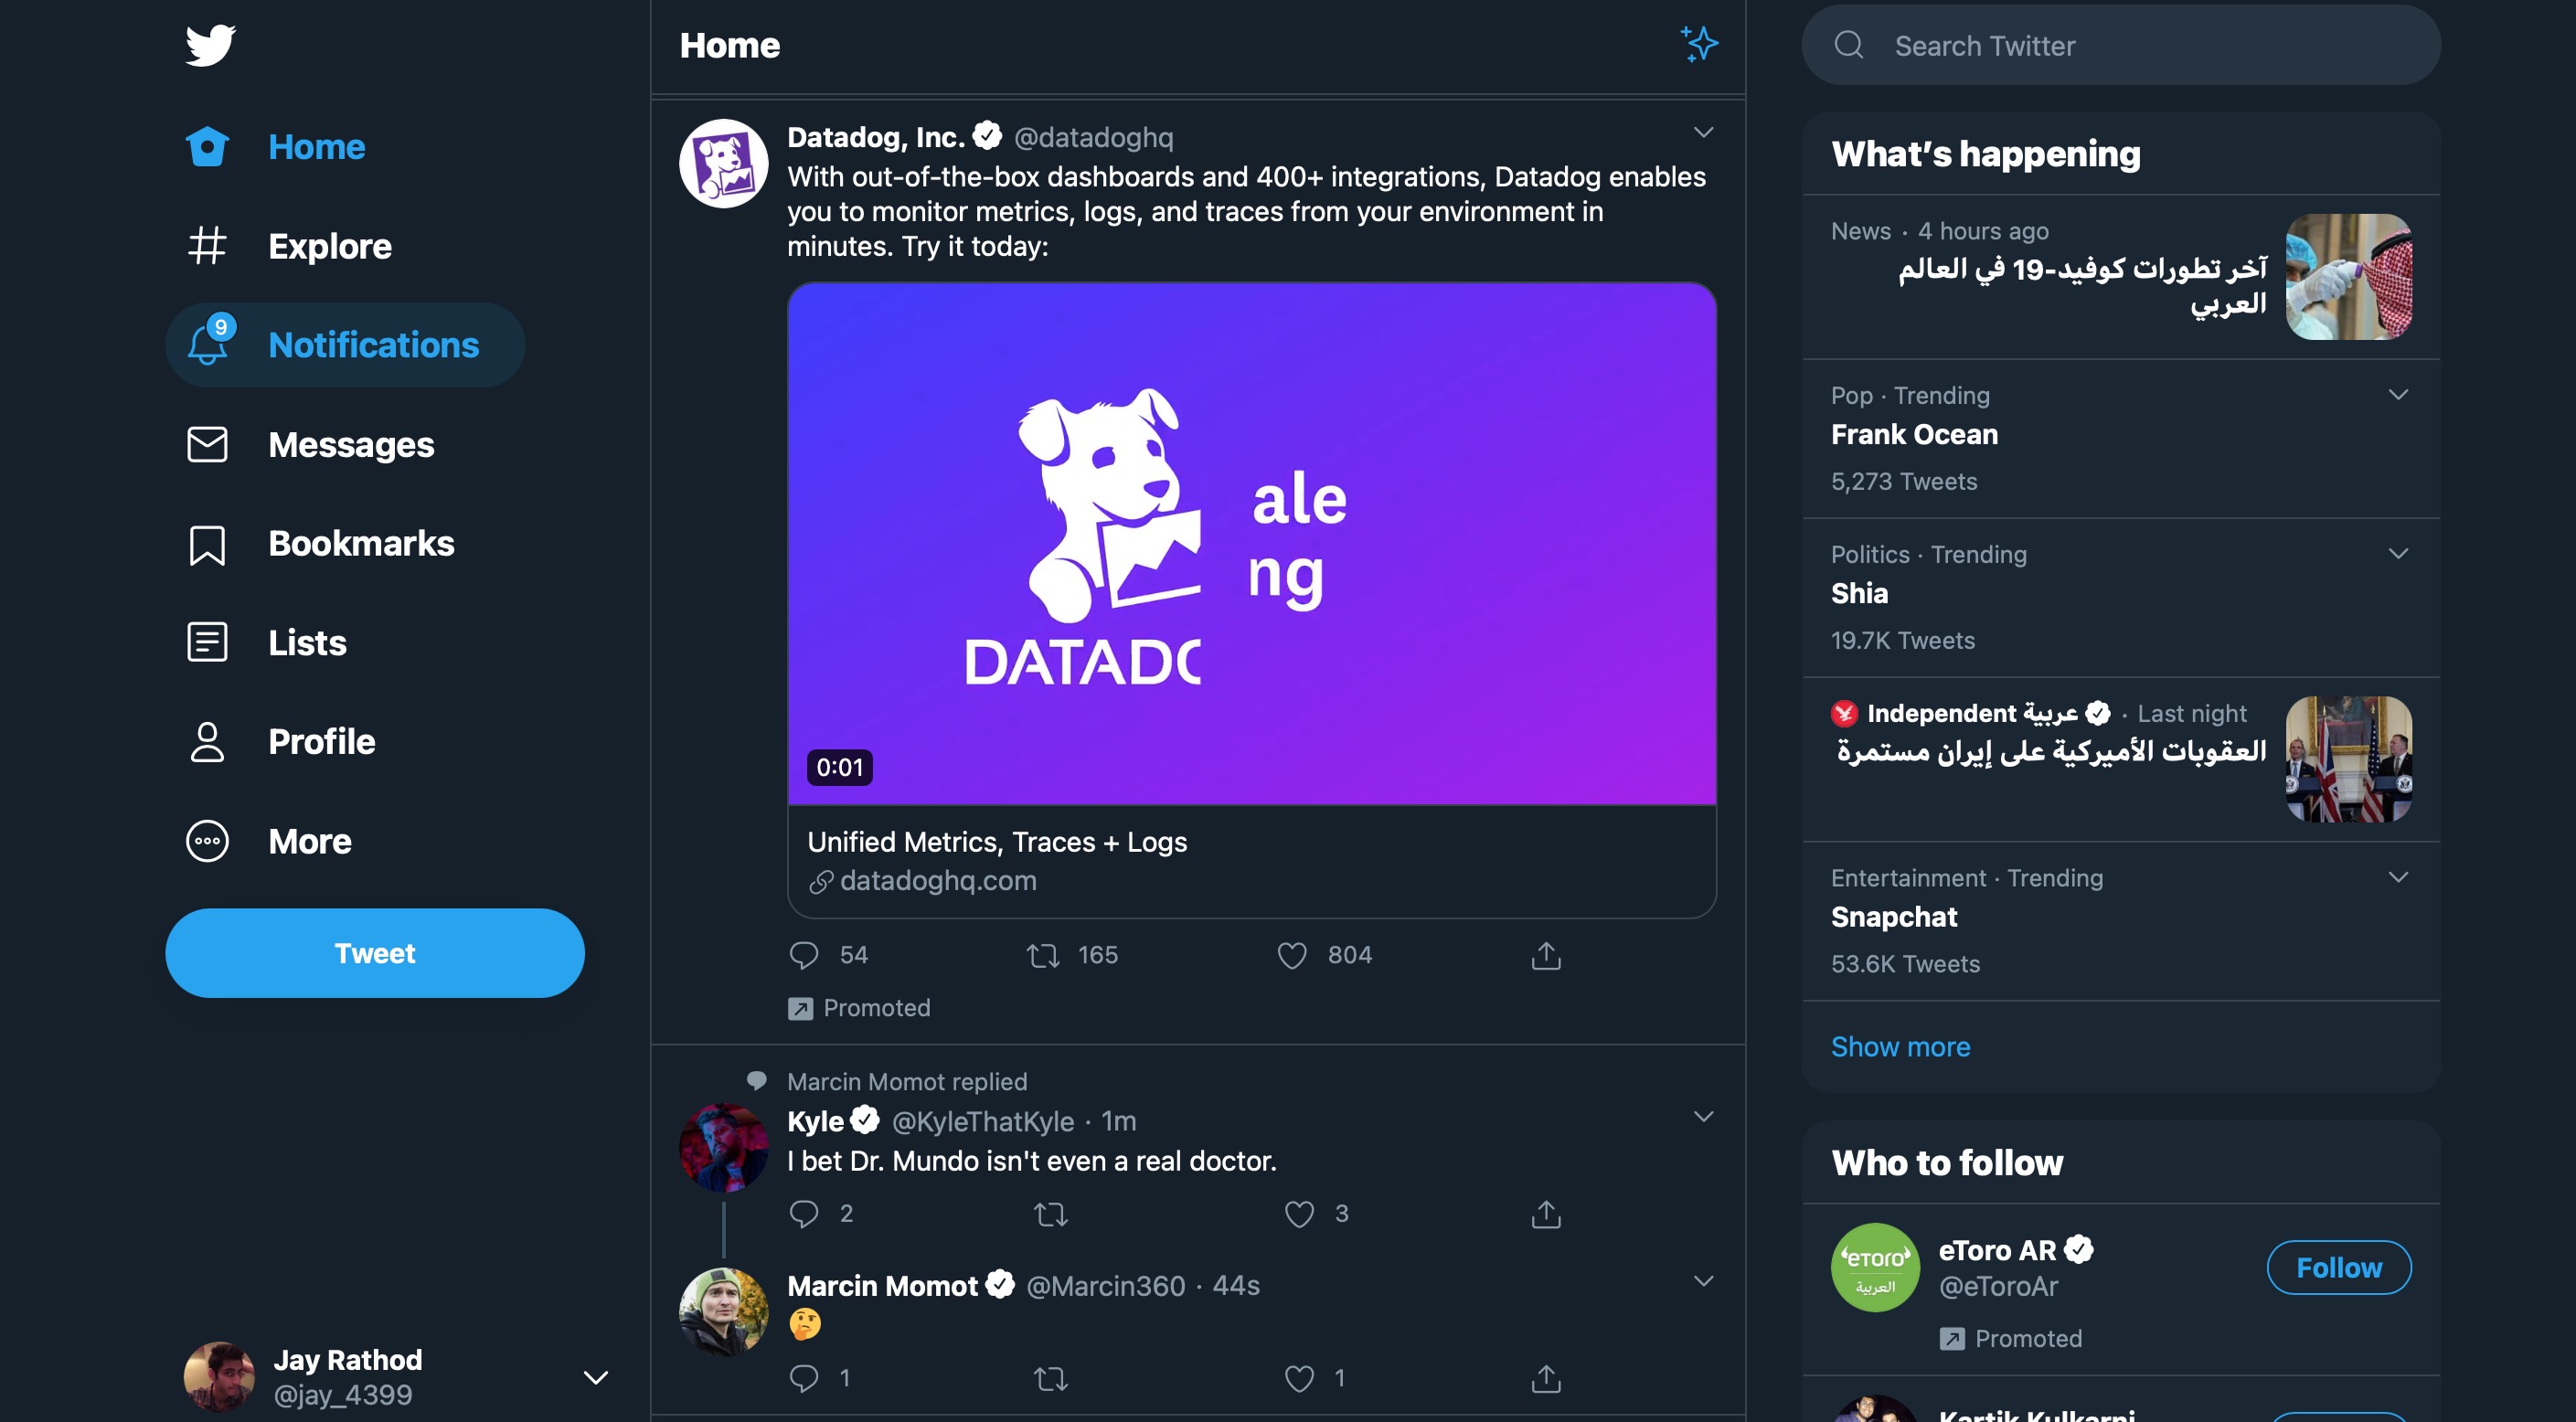 Home
Explore
9
Notifications
Messages
Bookmarks
Lists
Profile
More
Tweet
Jay Rathod
@jay_4399
Home
Datadog, Inc. @datadoghq
With out-of-the-box dashboards and 400+ integrations, Datadog enables
you to monitor metrics, logs, and traces from your environment in
minutes. Try it today:
ale
ng
DATADO
0:01
Unified Metrics, Traces + Logs
datadoghq.com
54 165 804
Promoted
Marcin Momot replied
Kyle @KyleThatKyle · 1m
I bet Dr. Mundo isn't even a real doctor.
2 3
Marcin Momot @Marcin360 · 44s
🤔
1 1
Search Twitter
What's happening
News · 4 hours ago
آخر تطورات كوفيد-19 في العالم
العربي
Pop · Trending
Frank Ocean
5,273 Tweets
Politics · Trending
Shia
19.7K Tweets
Independent عربية · Last night
العقوبات الأميركية على إيران مستمرة
Entertainment · Trending
Snapchat
53.6K Tweets
Show more
Who to follow
eToro
العربية
eToro AR
@eToroAr
Follow
Promoted
Kartik Kulkarni